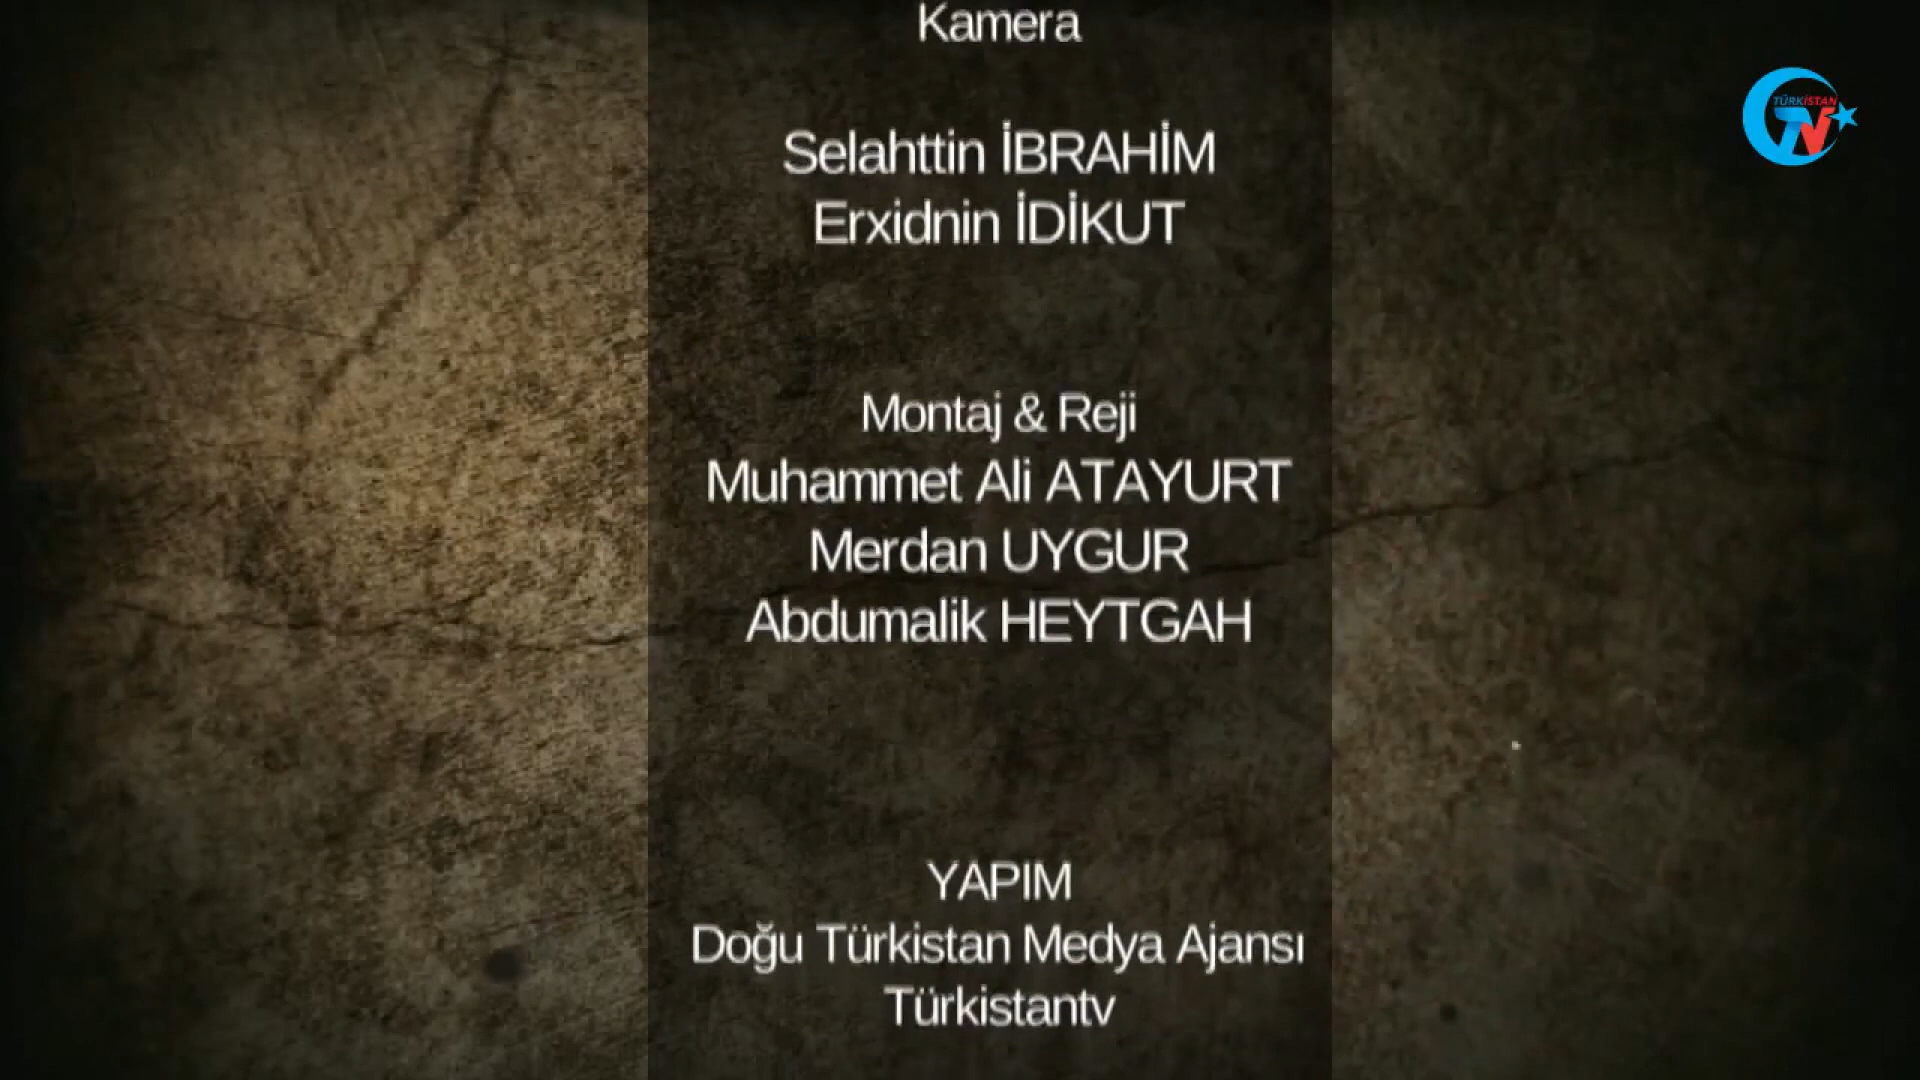 Kamera
TÜRKİSTAN
TV
Selahttin İBRAHİM
Erxidnin İDİKUT
Montaj & Reji
Muhammet Ali ATAYURT
Merdan UYGUR
Abdumalik HEYTGAH
YAPIM
Doğu Türkistan Medya Ajansı
Türkistantv